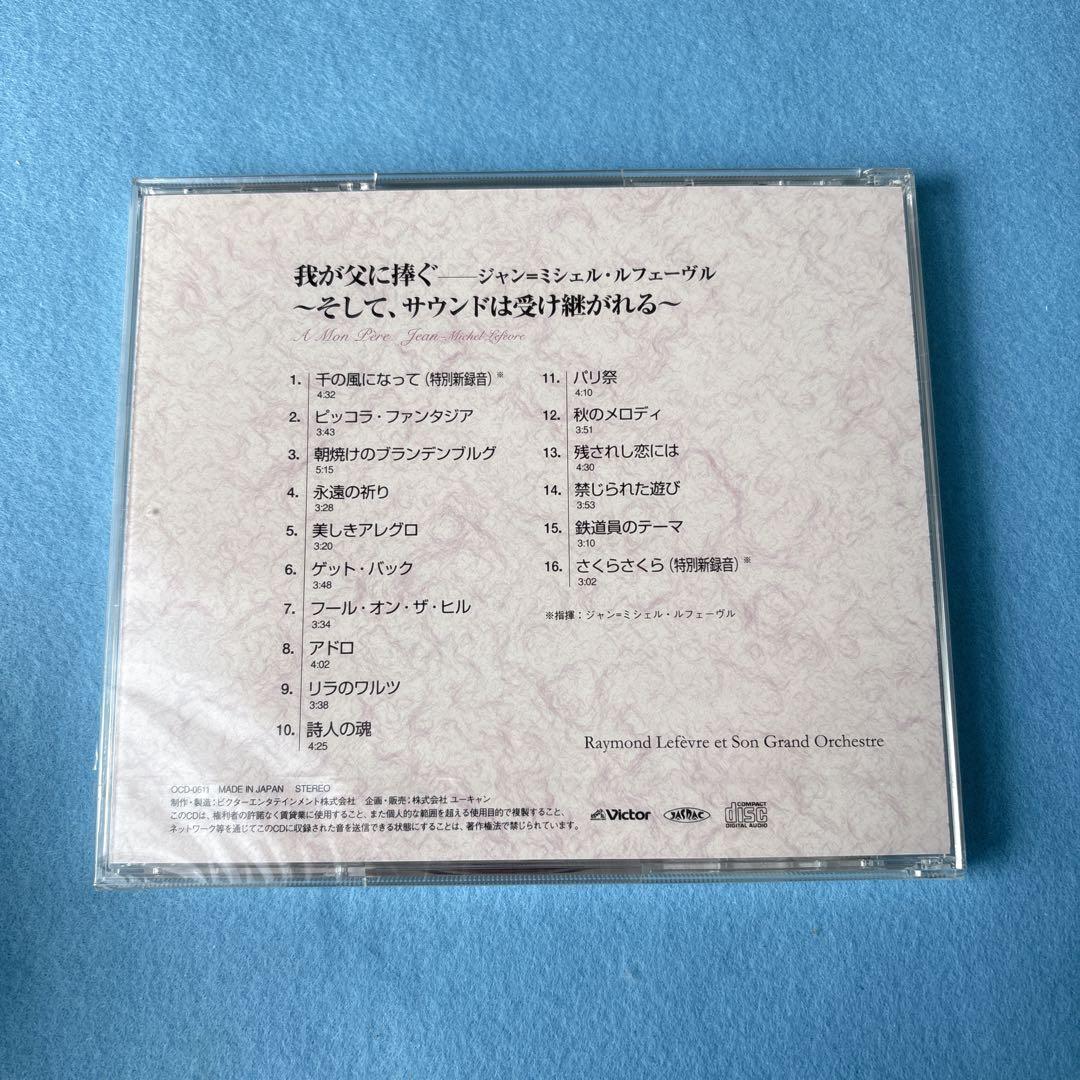 我が父に捧ぐ――ジャン=ミシェル・ルフェーヴル
～そして、サウンドは受け継がれる～
A Mon Père Jean-Michel Lefèvre
1. 千の風になって（特別新録音）※
4:32
2. ピッコラ・ファンタジア
3:43
3. 朝焼けのブランデンブルグ
5:15
4. 永遠の祈り
3:28
5. 美しきアレグロ
3:20
6. ゲット・バック
3:48
7. フール・オン・ザ・ヒル
3:34
8. アドロ
4:02
9. リラのワルツ
3:38
10. 詩人の魂
4:25
11. パリ祭
4:10
12. 秋のメロディ
3:51
13. 残されし恋には
4:30
14. 禁じられた遊び
3:53
15. 鉄道員のテーマ
3:10
16. さくらさくら（特別新録音）※
3:02
※指揮：ジャン=ミシェル・ルフェーヴル
Raymond Lefèvre et Son Grand Orchestre
OCD-0611 MADE IN JAPAN STEREO
制作・製造：ビクターエンタテインメント株式会社 企画・販売：株式会社 ユーキャン
このCDは、権利者の許諾なく賃貸業に使用すること、また個人的な範囲を超える使用目的で複製すること、
ネットワーク等を通じてこのCDに収録された音を送信できる状態にすることは、著作権法で禁じられています。
Victor
JASRAC
COMPACT
disc
DIGITAL AUDIO